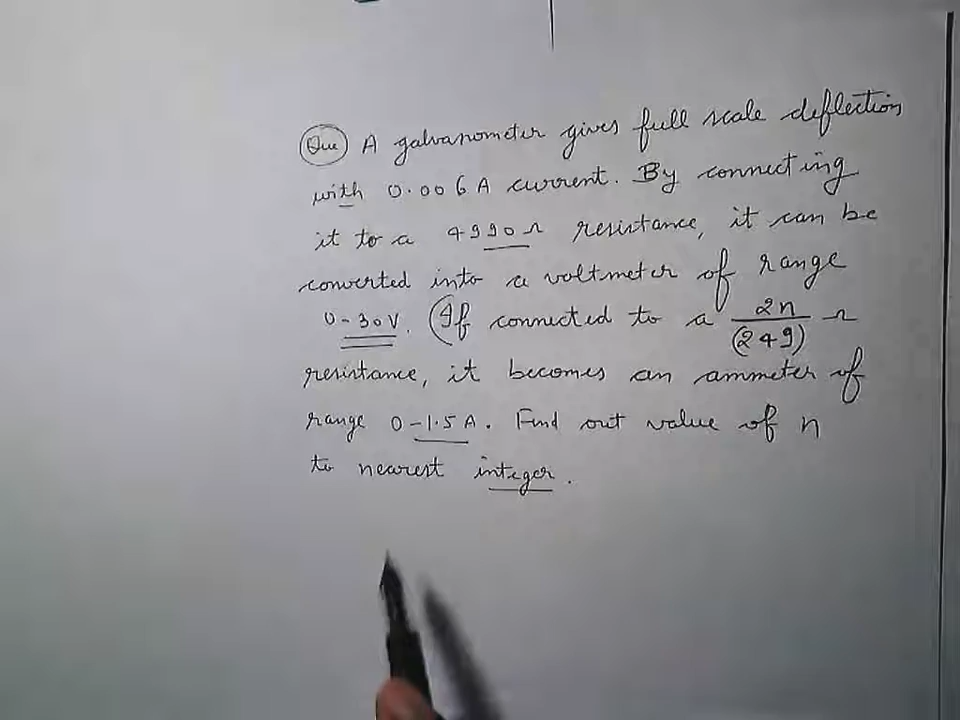 Que A galvanometer gives full scale deflection
with 0.006 A current. By connecting
it to a 4990 Ω resistance, it can be
converted into a voltmeter of range
0-30V. (If connected to a 2n/(249) Ω
resistance, it becomes an ammeter of
range 0-1.5 A. Find out value of n
to nearest integer.